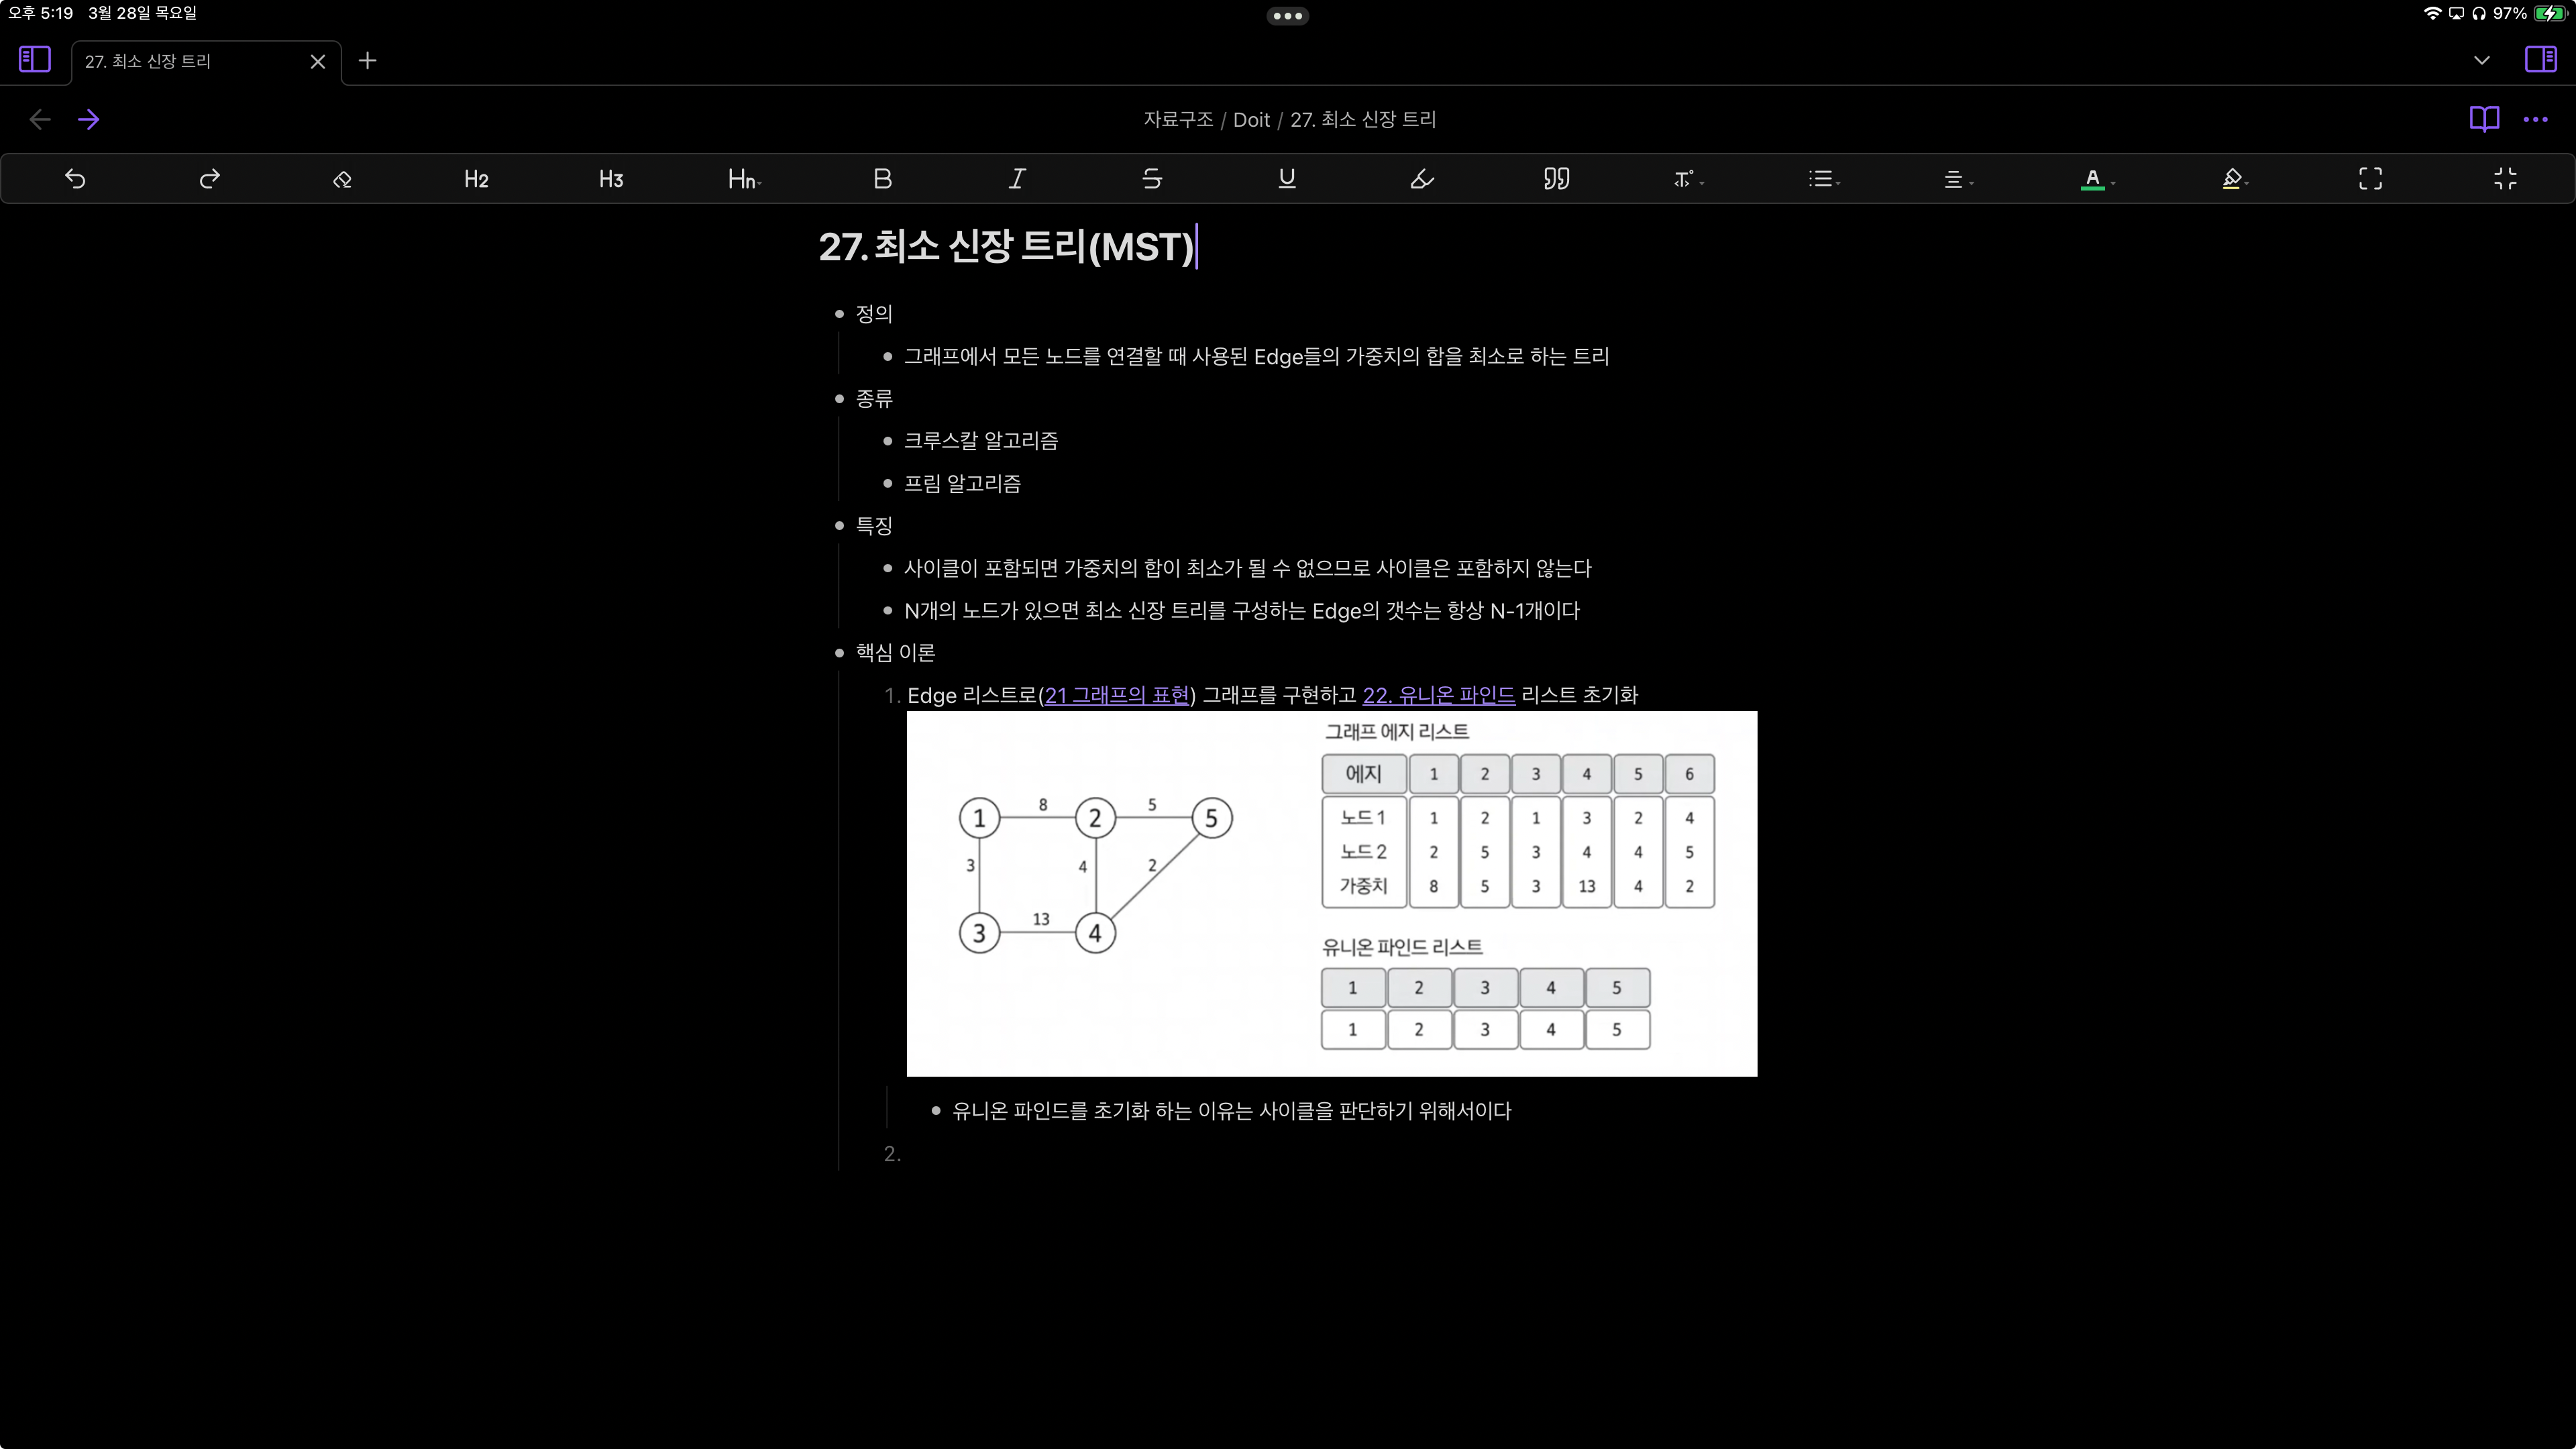 오후 5:19 3월 28일 목요일
97%
27. 최소 신장 트리
자료구조 / Doit / 27. 최소 신장 트리
H2 H3 Hn B I S U T A
27. 최소 신장 트리(MST)
정의
그래프에서 모든 노드를 연결할 때 사용된 Edge들의 가중치의 합을 최소로 하는 트리
종류
크루스칼 알고리즘
프림 알고리즘
특징
사이클이 포함되면 가중치의 합이 최소가 될 수 없으므로 사이클은 포함하지 않는다
N개의 노드가 있으면 최소 신장 트리를 구성하는 Edge의 갯수는 항상 N-1개이다
핵심 이론
1. Edge 리스트로(21 그래프의 표현) 그래프를 구현하고 22. 유니온 파인드 리스트 초기화
1 8 2 5 5
3 4 2
3 13 4
그래프 에지 리스트
에지 1 2 3 4 5 6
노드 1 1 2 1 3 2 4
노드 2 2 5 3 4 4 5
가중치 8 5 3 13 4 2
유니온 파인드 리스트
1 2 3 4 5
1 2 3 4 5
유니온 파인드를 초기화 하는 이유는 사이클을 판단하기 위해서이다
2.